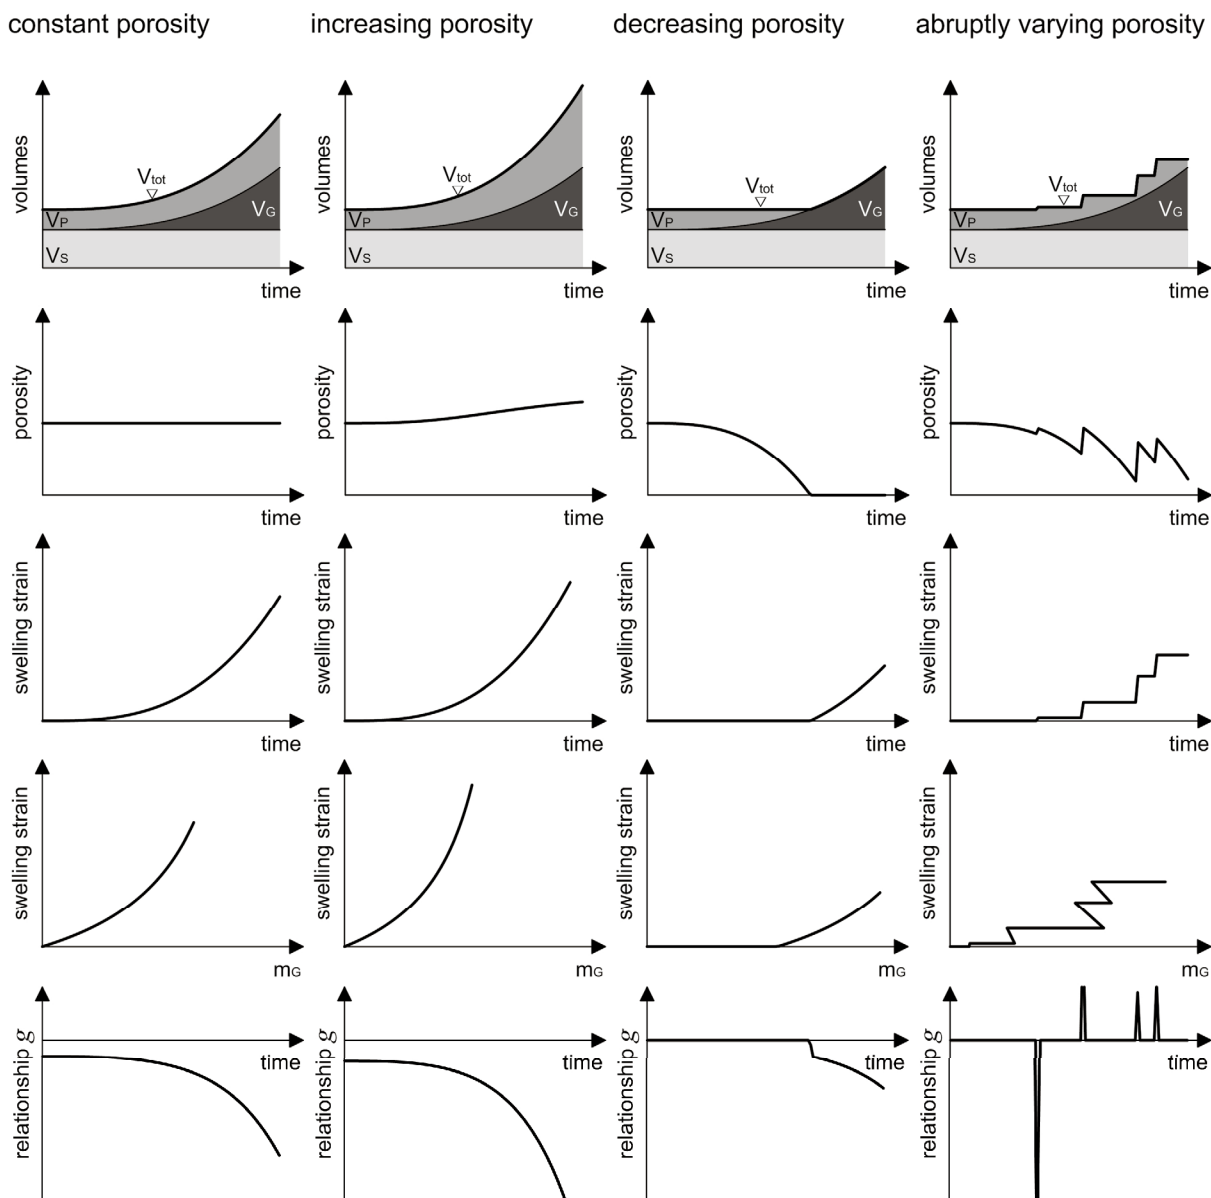 constant porosity increasing porosity decreasing porosity abruptly varying porosity
volumes volumes volumes volumes
Vtot Vtot Vtot Vtot
VP VG VP VG VP VG VP VG
VS VS VS VS
time time time time
porosity porosity porosity porosity
time time time time
swelling strain swelling strain swelling strain swelling strain
time time time time
swelling strain swelling strain swelling strain swelling strain
mG mG mG mG
relationship g relationship g relationship g relationship g
time time time time